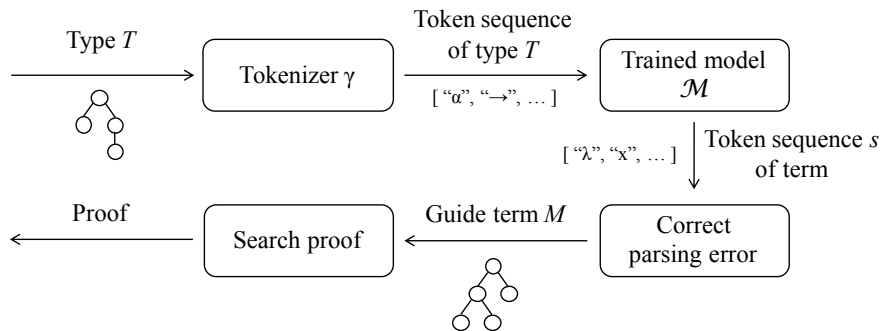 Type T
Tokenizer γ
Token sequence
of type T
[ “α”, “→”, … ]
Trained model
ℳ
[ “λ”, “x”, … ]
Token sequence s
of term
Correct
parsing error
Guide term M
Search proof
Proof